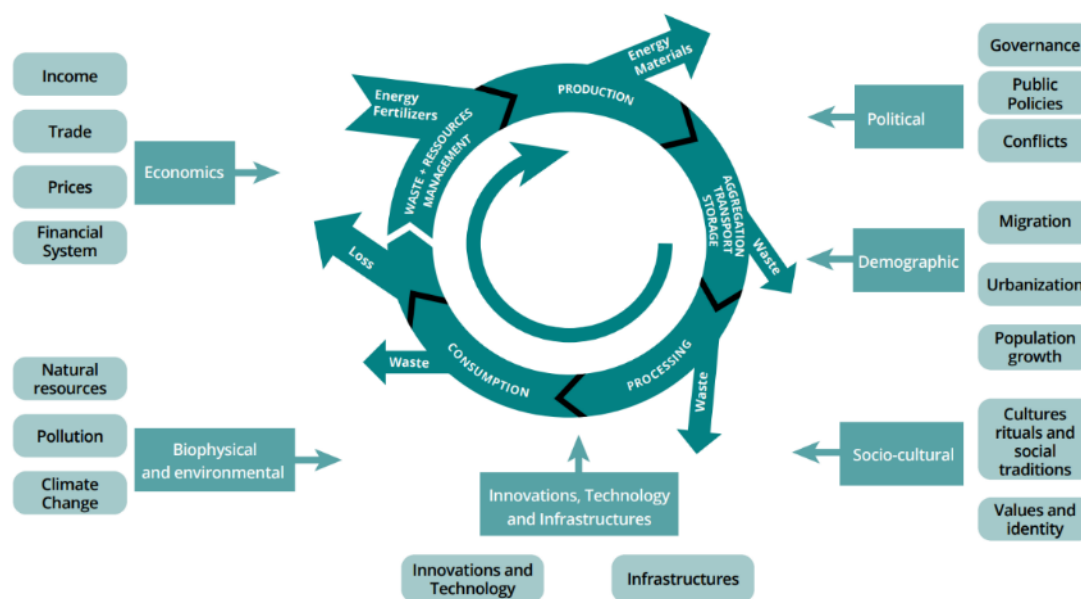 Income
Trade
Prices
Financial
System
Economics
Natural
resources
Pollution
Climate
Change
Biophysical
and environmental
Energy
Fertilizers
WASTE + RESSOURCES
MANAGEMENT
PRODUCTION
Energy
Materials
AGGREGATION
TRANSPORT
STORAGE
Waste
PROCESSING
Waste
CONSUMPTION
Waste
Loss
Innovations, Technology
and Infrastructures
Innovations and
Technology
Infrastructures
Political
Governance
Public
Policies
Conflicts
Demographic
Migration
Urbanization
Population
growth
Socio-cultural
Cultures
rituals and
social
traditions
Values and
identity